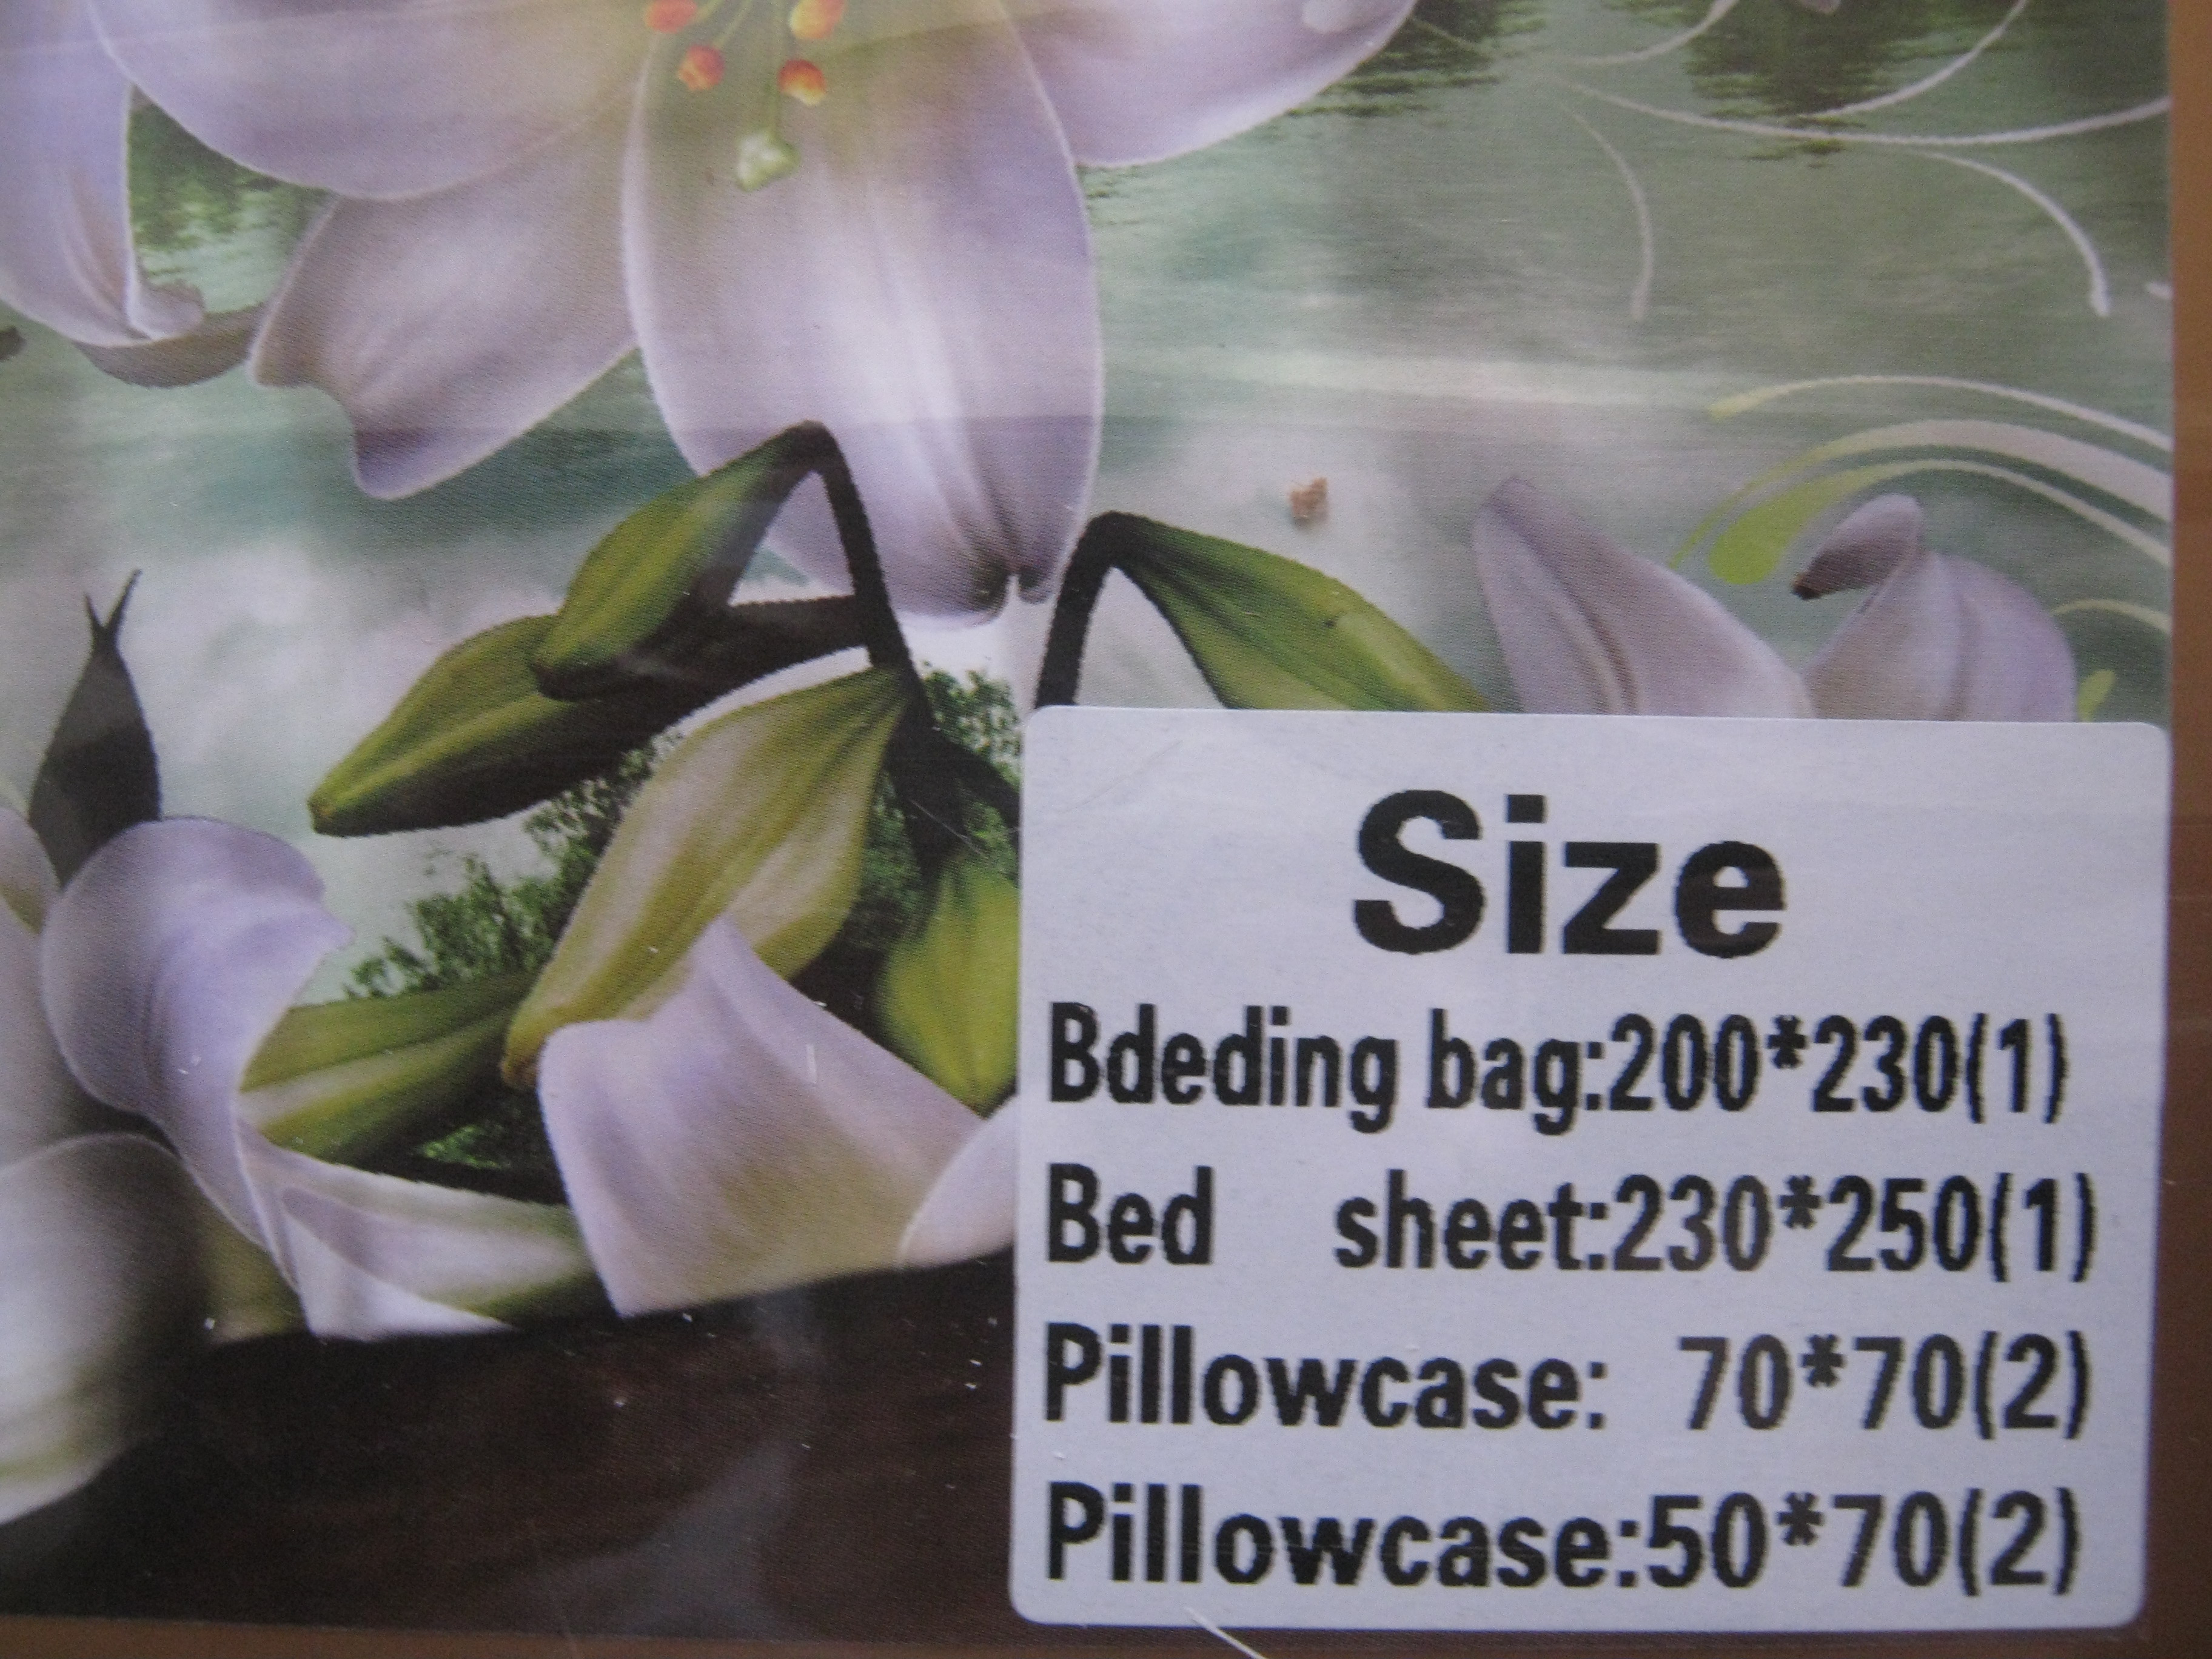 Size
Bdeding bag:200*230(1)
Bed sheet:230*250(1)
Pillowcase: 70*70(2)
Pillowcase:50*70(2)